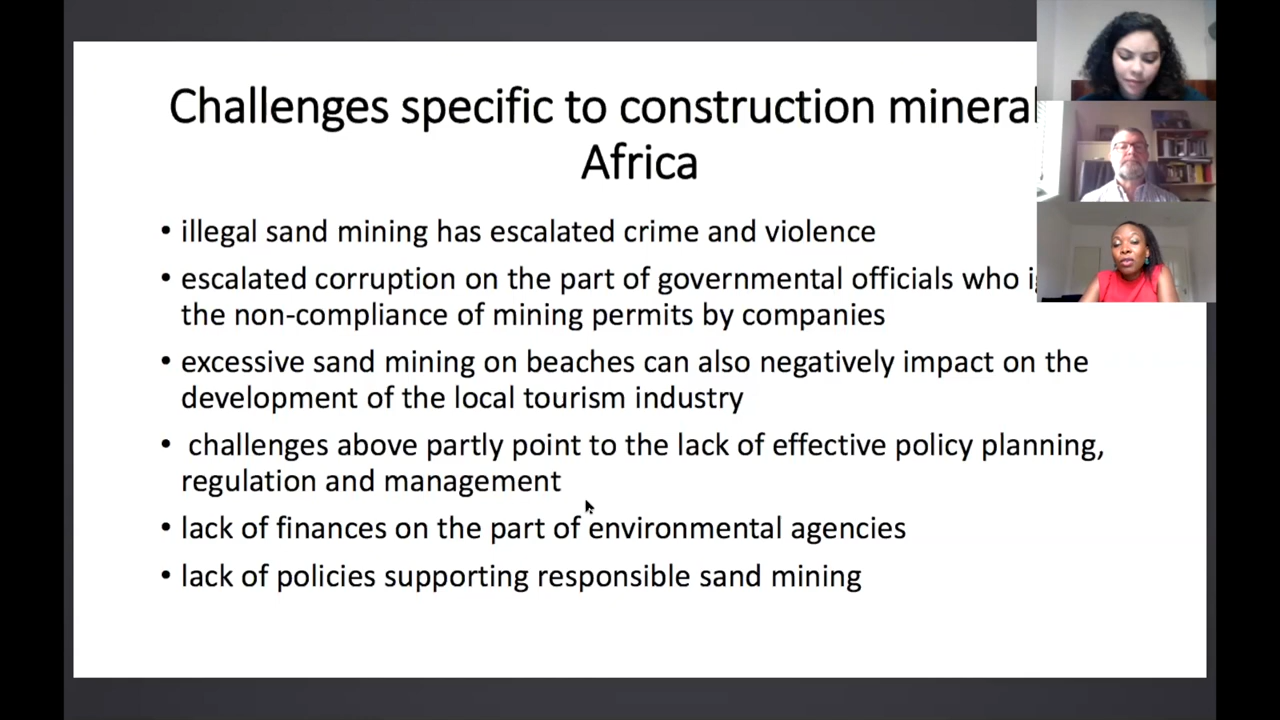 Challenges specific to construction mineral
Africa
• illegal sand mining has escalated crime and violence
• escalated corruption on the part of governmental officials who
the non-compliance of mining permits by companies
• excessive sand mining on beaches can also negatively impact on the
development of the local tourism industry
• challenges above partly point to the lack of effective policy planning,
regulation and management
• lack of finances on the part of environmental agencies
• lack of policies supporting responsible sand mining